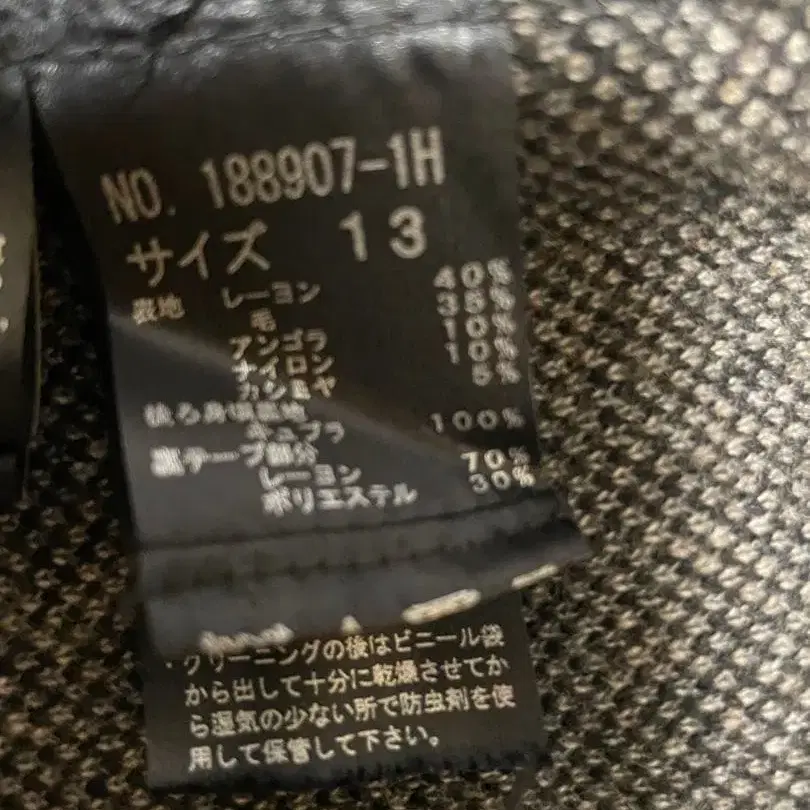 NO. 188907-1H
サイズ 13
表地 レーヨン 40%
毛 35%
アンゴラ 10%
ナイロン 10%
カシミヤ 5%
後ろ身頃裏地
キュプラ 100%
裏テープ部分
レーヨン 70%
ポリエステル 30%
・クリーニングの後はビニール袋
から出して十分に乾燥させてか
ら湿気の少ない所で防虫剤を使
用して保管して下さい。